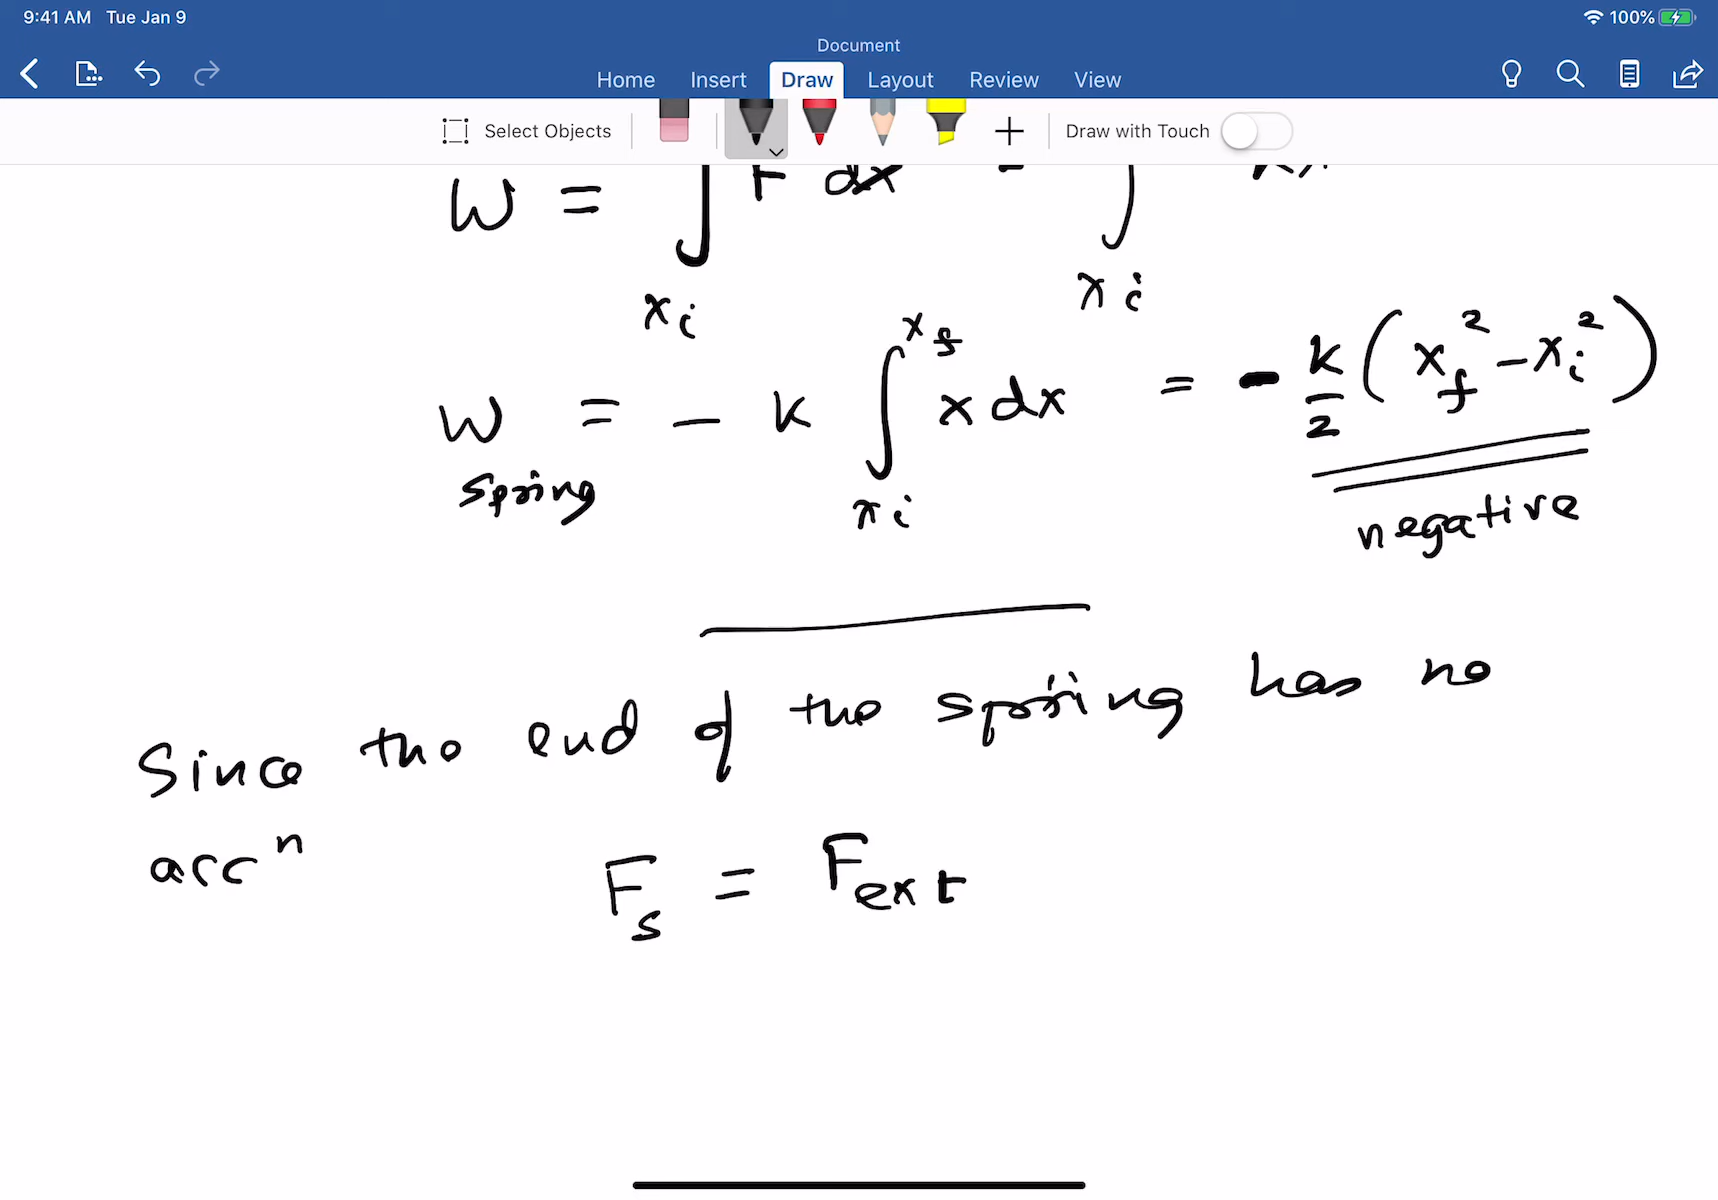 9:41 AM Tue Jan 9 100%
Document
Home Insert Draw Layout Review View
Select Objects Draw with Touch
W = ∫ F dx = ∫
xi xi
W spring = - k ∫ xi xf x dx = - k/2 ( xf² - xi² )
negative
Since the end of the spring has no
accⁿ Fs = Fext